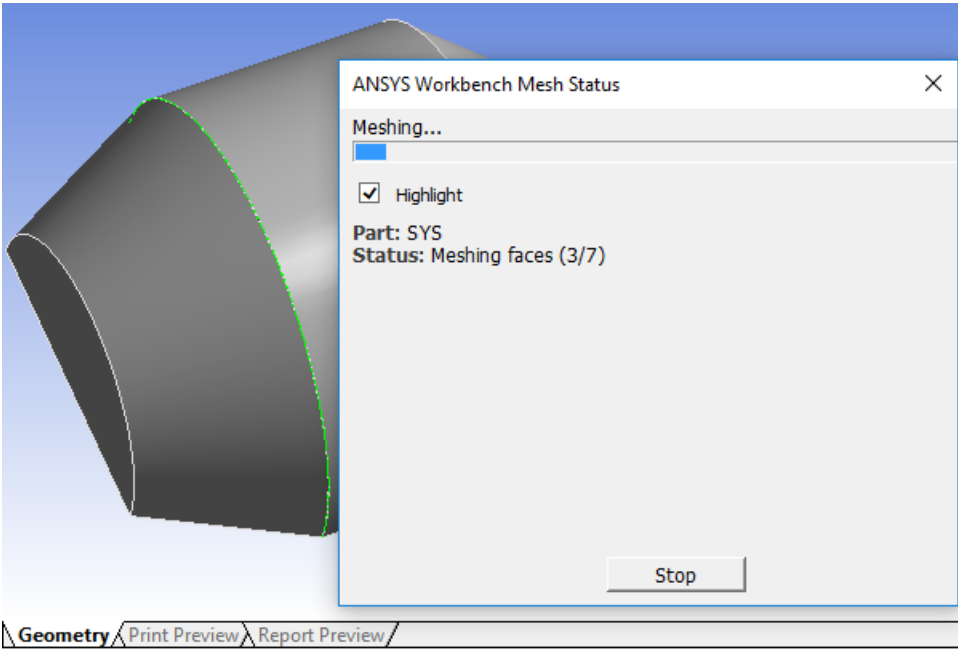 ANSYS Workbench Mesh Status
Meshing...
Highlight
Part: SYS
Status: Meshing faces (3/7)
Stop
Geometry Print Preview Report Preview